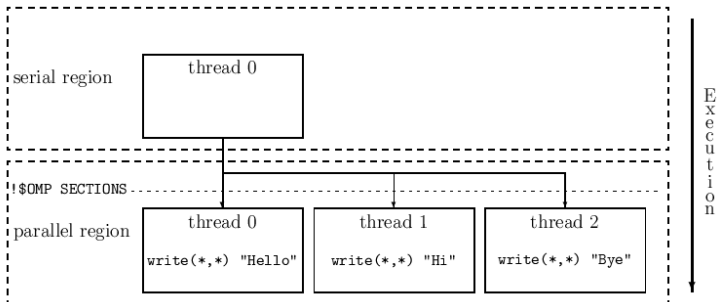 thread 0
serial region
Execution
!$OMP SECTIONS
thread 0 thread 1 thread 2
parallel region
write(*,*) "Hello" write(*,*) "Hi" write(*,*) "Bye"